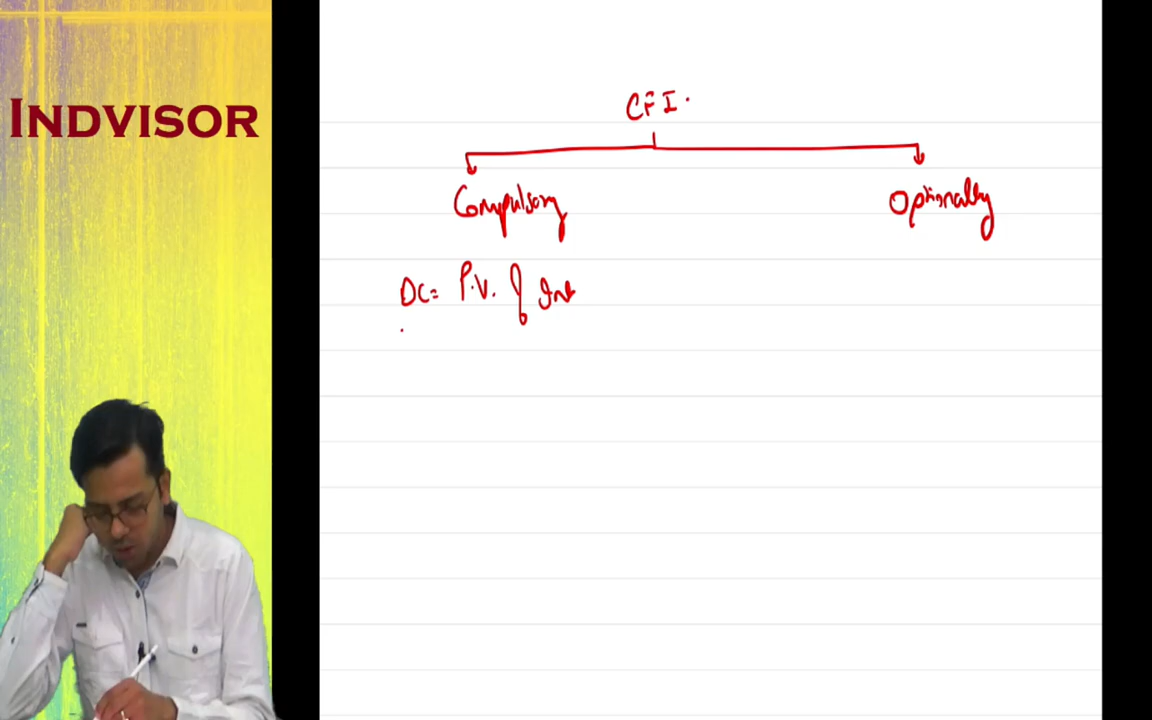 INDVISOR
CFI.
Compulsory Optionally
DC= P.V. of Int